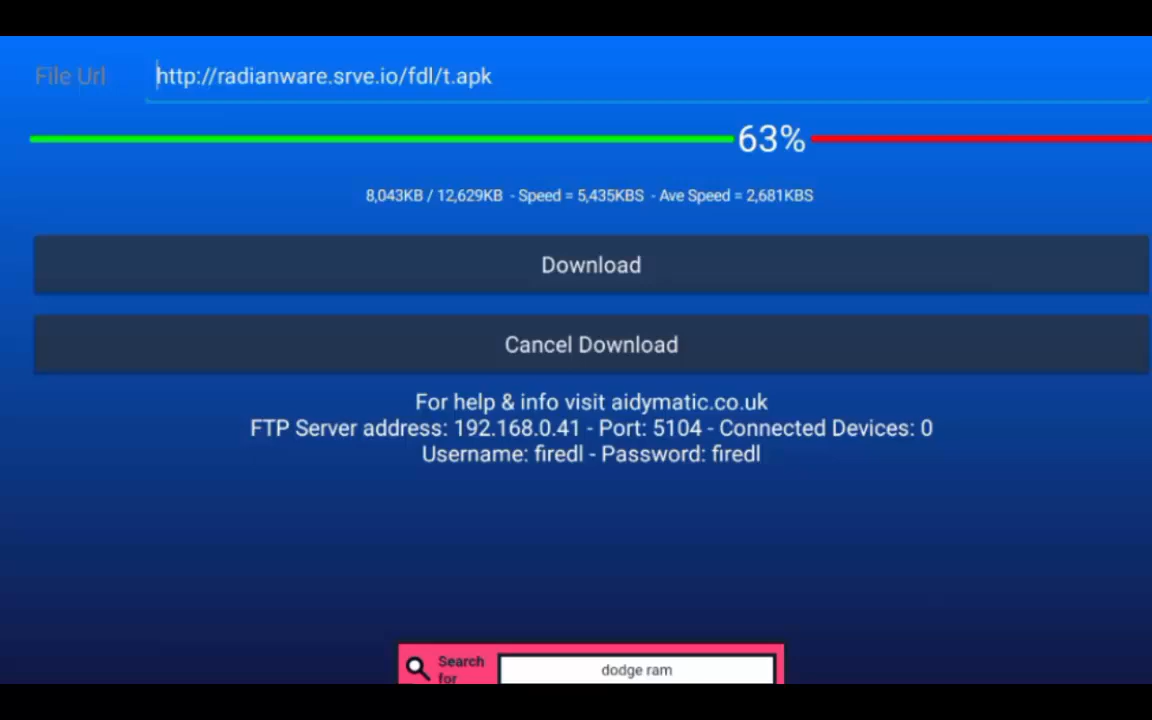 File Url http://radianware.srve.io/fdl/t.apk
63%
8,043KB / 12,629KB - Speed = 5,435KBS - Ave Speed = 2,681KBS
Download
Cancel Download
For help & info visit aidymatic.co.uk
FTP Server address: 192.168.0.41 - Port: 5104 - Connected Devices: 0
Username: firedl - Password: firedl
Search
for
dodge ram